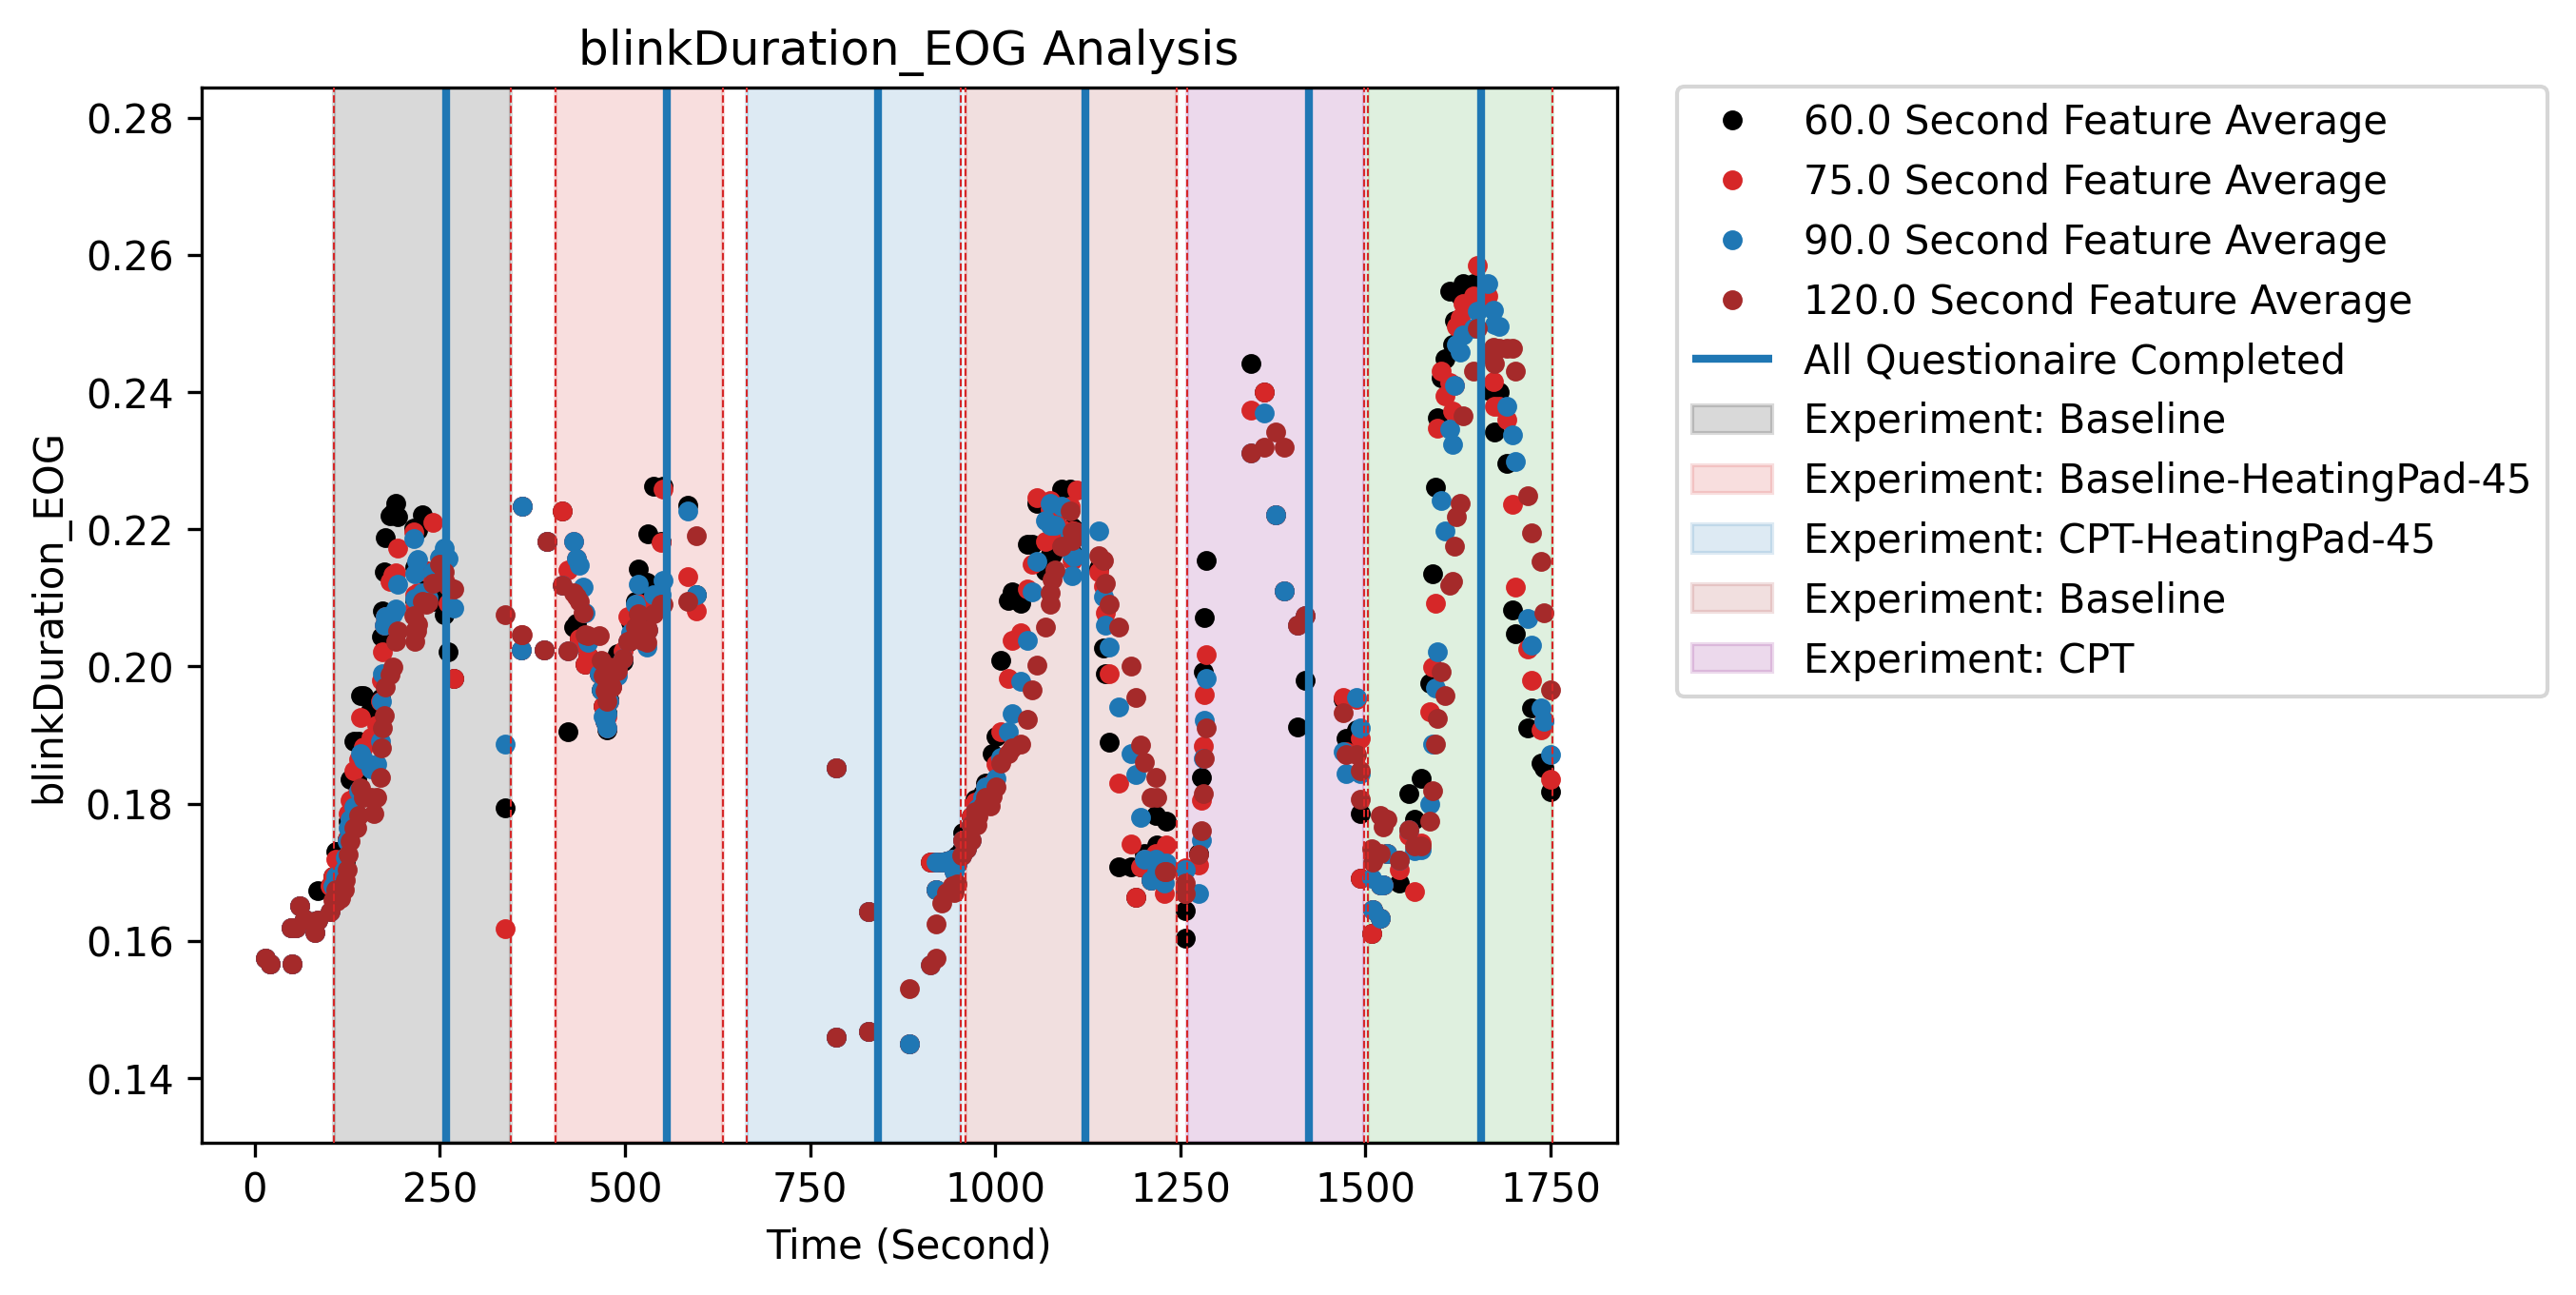 blinkDuration_EOG Analysis
blinkDuration_EOG
0.28
0.26
0.24
0.22
0.20
0.18
0.16
0.14
0
250
500
750
1000
1250
1500
1750
Time (Second)
60.0 Second Feature Average
75.0 Second Feature Average
90.0 Second Feature Average
120.0 Second Feature Average
All Questionaire Completed
Experiment: Baseline
Experiment: Baseline-HeatingPad-45
Experiment: CPT-HeatingPad-45
Experiment: Baseline
Experiment: CPT